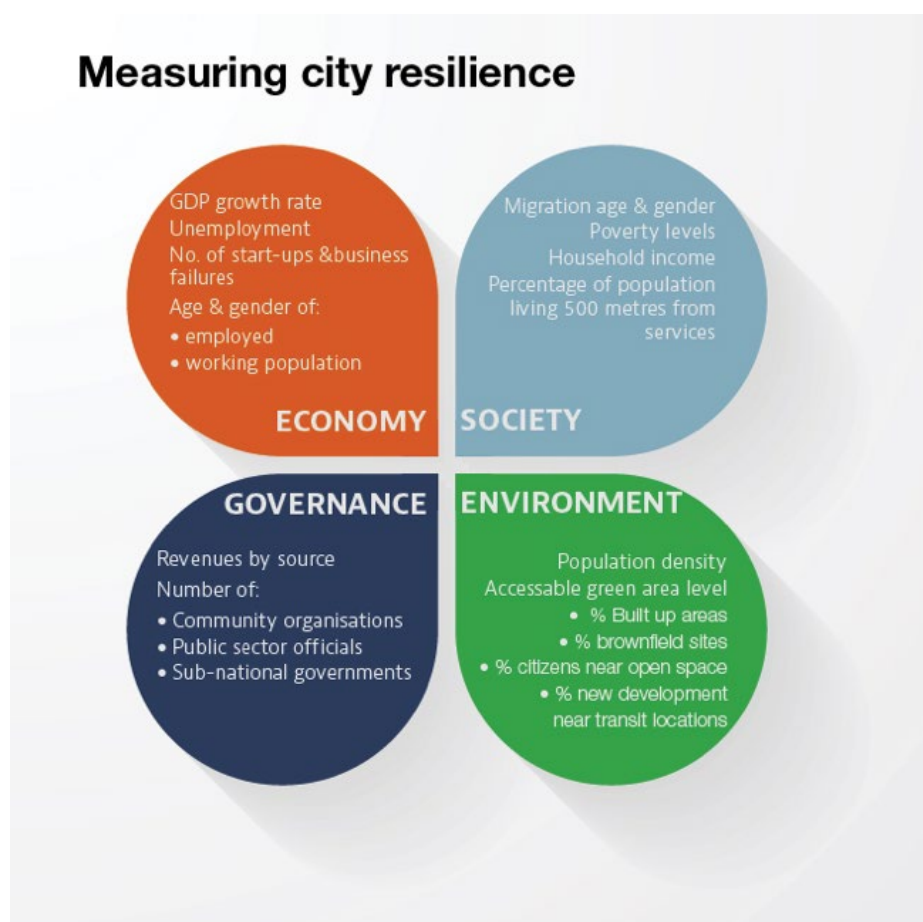 Measuring city resilience
GDP growth rate
Unemployment
No. of start-ups &business
failures
Age & gender of:
• employed
• working population
ECONOMY
Migration age & gender
Poverty levels
Household income
Percentage of population
living 500 metres from
services
SOCIETY
GOVERNANCE
Revenues by source
Number of:
• Community organisations
• Public sector officials
• Sub-national governments
ENVIRONMENT
Population density
Accessable green area level
• % Built up areas
• % brownfield sites
• % citizens near open space
• % new development
near transit locations